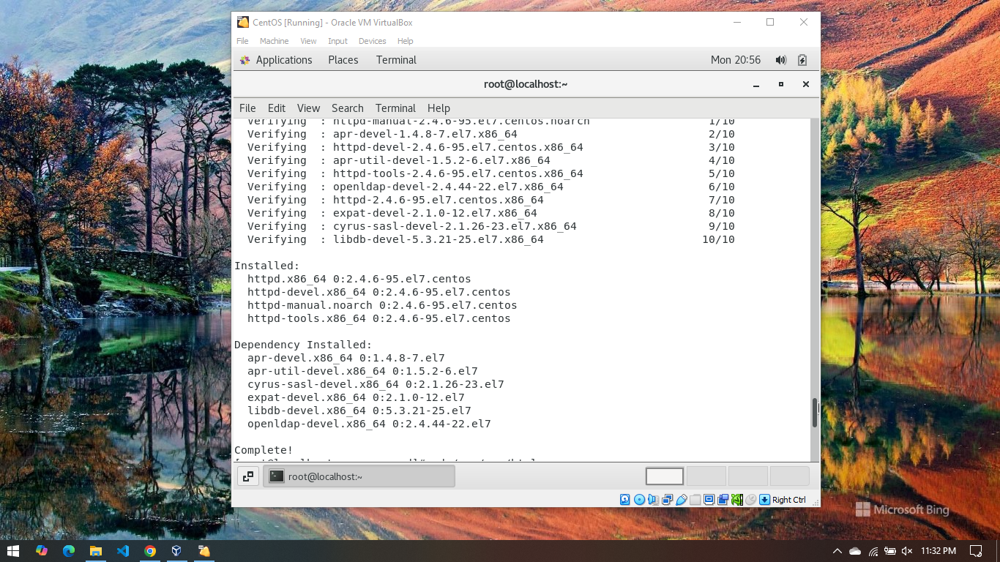 CentOS [Running] - Oracle VM VirtualBox
File Machine View Input Devices Help
Applications Places Terminal Mon 20:56
root@localhost:~
File Edit View Search Terminal Help
Verifying : httpd-manual-2.4.6-95.el7.centos.noarch 1/10
Verifying : apr-devel-1.4.8-7.el7.x86_64 2/10
Verifying : httpd-devel-2.4.6-95.el7.centos.x86_64 3/10
Verifying : apr-util-devel-1.5.2-6.el7.x86_64 4/10
Verifying : httpd-tools-2.4.6-95.el7.centos.x86_64 5/10
Verifying : openldap-devel-2.4.44-22.el7.x86_64 6/10
Verifying : httpd-2.4.6-95.el7.centos.x86_64 7/10
Verifying : expat-devel-2.1.0-12.el7.x86_64 8/10
Verifying : cyrus-sasl-devel-2.1.26-23.el7.x86_64 9/10
Verifying : libdb-devel-5.3.21-25.el7.x86_64 10/10
Installed:
httpd.x86_64 0:2.4.6-95.el7.centos
httpd-devel.x86_64 0:2.4.6-95.el7.centos
httpd-manual.noarch 0:2.4.6-95.el7.centos
httpd-tools.x86_64 0:2.4.6-95.el7.centos
Dependency Installed:
apr-devel.x86_64 0:1.4.8-7.el7
apr-util-devel.x86_64 0:1.5.2-6.el7
cyrus-sasl-devel.x86_64 0:2.1.26-23.el7
expat-devel.x86_64 0:2.1.0-12.el7
libdb-devel.x86_64 0:5.3.21-25.el7
openldap-devel.x86_64 0:2.4.44-22.el7
Complete!
root@localhost:~
Right Ctrl
Microsoft Bing
11:32 PM